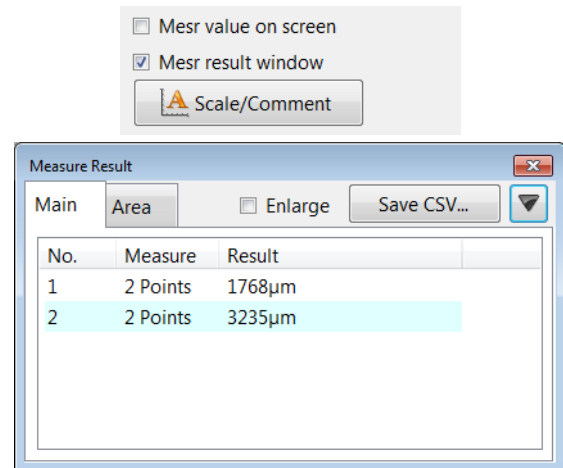 Mesr value on screen
Mesr result window
Scale/Comment
Measure Result
Main Area Enlarge Save CSV...
No. Measure Result
1 2 Points 1768µm
2 2 Points 3235µm